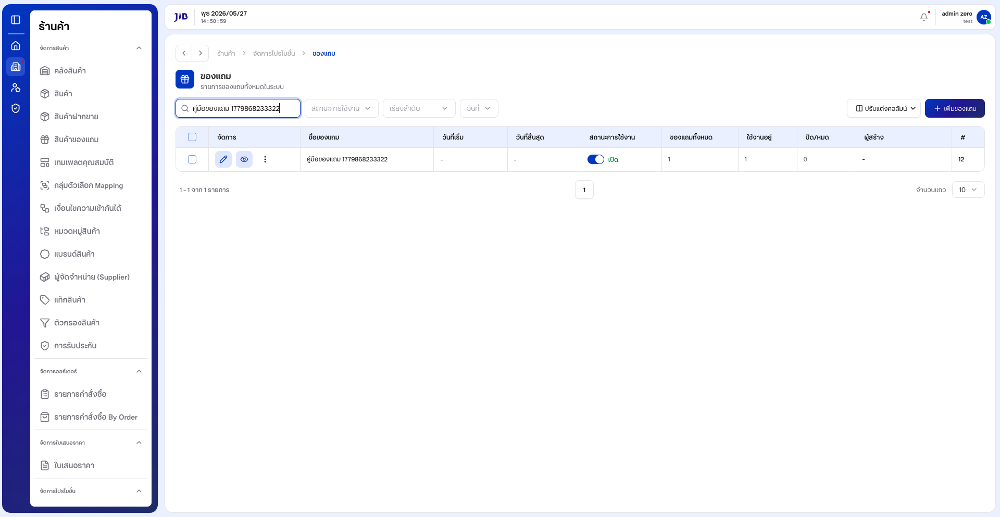 ร้านค้า
จัดการสินค้า
คลังสินค้า
สินค้า
สินค้าฝากขาย
สินค้าของแถม
เทมเพลตคุณสมบัติ
กลุ่มตัวเลือก Mapping
เงื่อนไขความเข้ากันได้
หมวดหมู่สินค้า
แบรนด์สินค้า
ผู้จัดจำหน่าย (Supplier)
แท็กสินค้า
ตัวกรองสินค้า
การรับประกัน
จัดการออร์เดอร์
รายการคำสั่งซื้อ
รายการคำสั่งซื้อ By Order
จัดการใบเสนอราคา
ใบเสนอราคา
จัดการโปรโมชั่น
JIB
พุธ 2026/05/27
14 : 50 : 59
admin zero
test
AZ
ร้านค้า จัดการโปรโมชั่น ของแถม
ของแถม
รายการของแถมทั้งหมดในระบบ
คู่มือของแถม 1779868233322 สถานะการใช้งาน เรียงลำดับ วันที่ ปรับแต่งคอลัมน์ เพิ่มของแถม
จัดการ ชื่อของแถม วันที่เริ่ม วันที่สิ้นสุด สถานะการใช้งาน ของแถมทั้งหมด ใช้งานอยู่ ปิด/หมด ผู้สร้าง #
คู่มือของแถม 1779868233322 - - เปิด 1 1 0 - 12
1 - 1 จาก 1 รายการ 1 จำนวนแถว 10